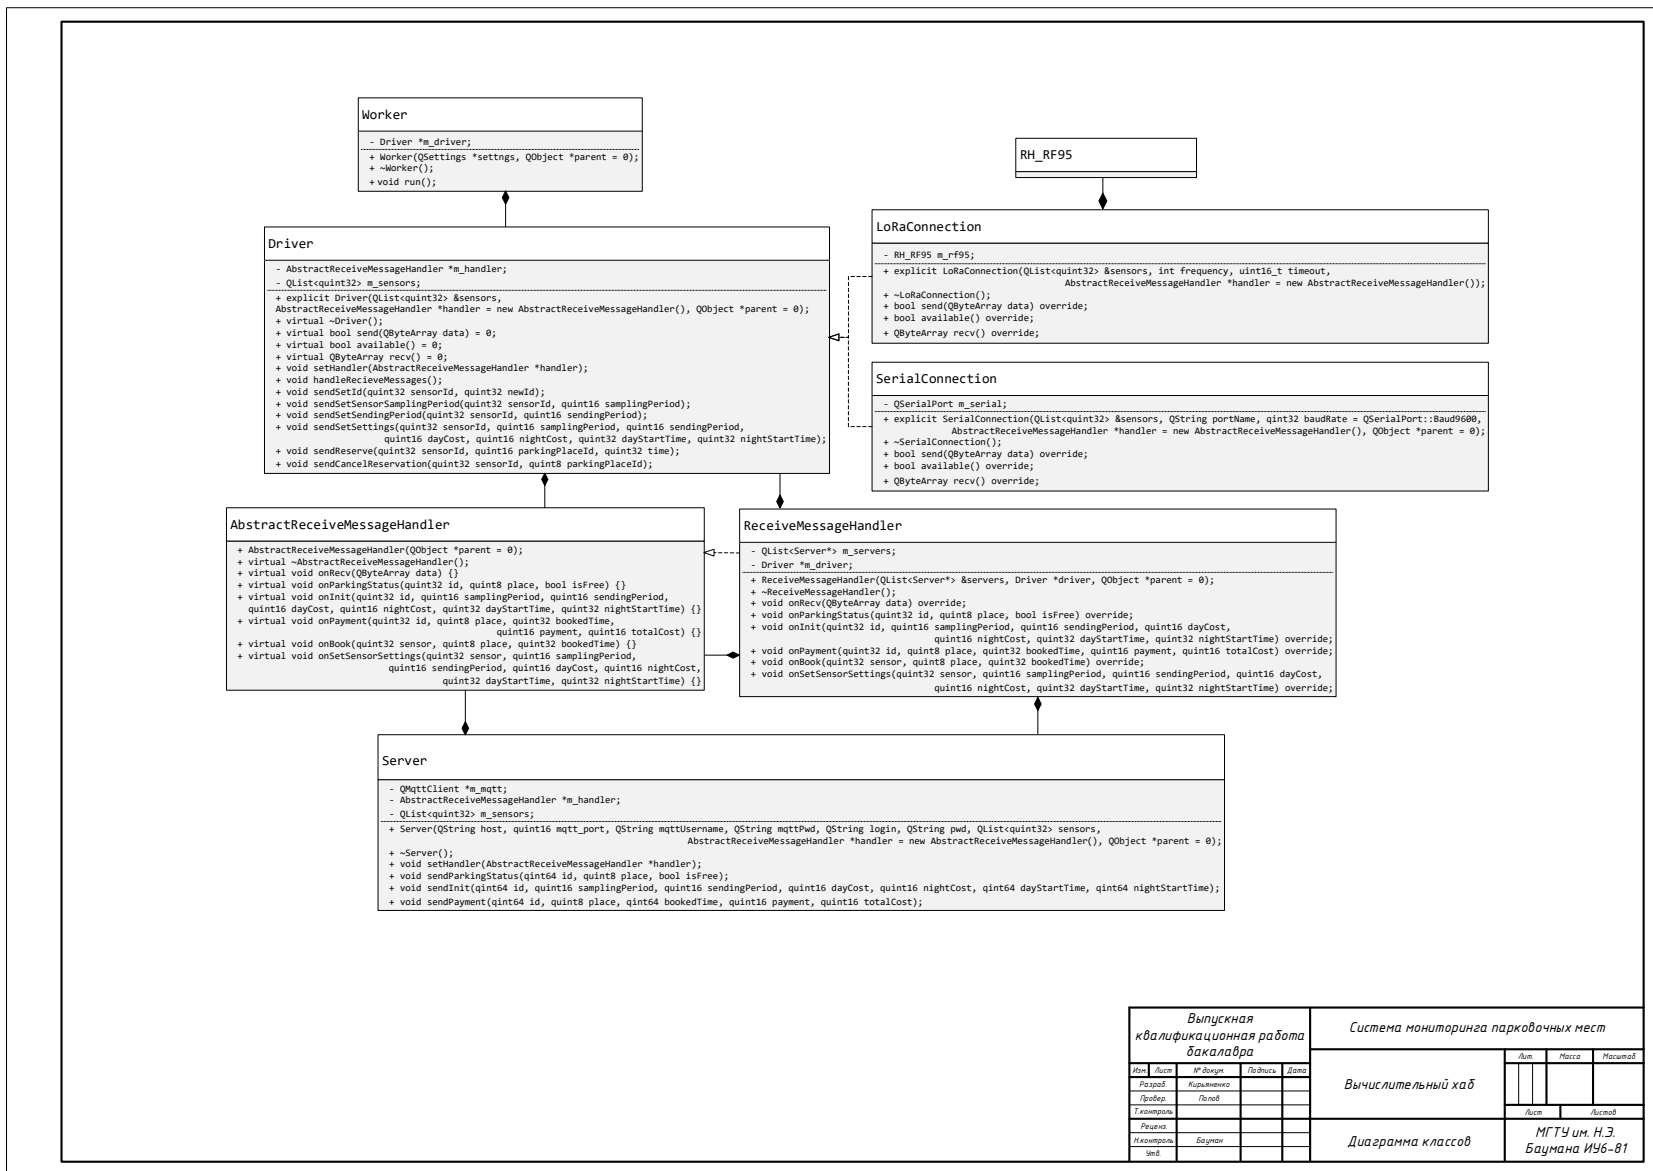 Worker
- Driver *m_driver;
+ Worker(QSettings *settngs, QObject *parent = 0);
+ ~Worker();
+ void run();
RH_RF95
LoRaConnection
- RH_RF95 m_rf95;
+ explicit LoRaConnection(QList<quint32> &sensors, int frequency, uint16_t timeout,
AbstractReceiveMessageHandler *handler = new AbstractReceiveMessageHandler());
+ ~LoRaConnection();
+ bool send(QByteArray data) override;
+ bool available() override;
+ QByteArray recv() override;
Driver
- AbstractReceiveMessageHandler *m_handler;
- QList<quint32> m_sensors;
+ explicit Driver(QList<quint32> &sensors,
AbstractReceiveMessageHandler *handler = new AbstractReceiveMessageHandler(), QObject *parent = 0);
+ virtual ~Driver();
+ virtual bool send(QByteArray data) = 0;
+ virtual bool available() = 0;
+ virtual QByteArray recv() = 0;
+ void setHandler(AbstractReceiveMessageHandler *handler);
+ void handleRecieveMessages();
+ void sendSetId(quint32 sensorId, quint32 newId);
+ void sendSetSensorSamplingPeriod(quint32 sensorId, quint16 samplingPeriod);
+ void sendSetSendingPeriod(quint32 sensorId, quint16 sendingPeriod);
+ void sendSetSettings(quint32 sensorId, quint16 samplingPeriod, quint16 sendingPeriod,
quint16 dayCost, quint16 nightCost, quint32 dayStartTime, quint32 nightStartTime);
+ void sendReserve(quint32 sensorId, quint16 parkingPlaceId, quint32 time);
+ void sendCancelReservation(quint32 sensorId, quint8 parkingPlaceId);
SerialConnection
- QSerialPort m_serial;
+ explicit SerialConnection(QList<quint32> &sensors, QString portName, qint32 baudRate = QSerialPort::Baud9600,
AbstractReceiveMessageHandler *handler = new AbstractReceiveMessageHandler(), QObject *parent = 0);
+ ~SerialConnection();
+ bool send(QByteArray data) override;
+ bool available() override;
+ QByteArray recv() override;
AbstractReceiveMessageHandler
+ AbstractReceiveMessageHandler(QObject *parent = 0);
+ virtual ~AbstractReceiveMessageHandler();
+ virtual void onRecv(QByteArray data) {}
+ virtual void onParkingStatus(quint32 id, quint8 place, bool isFree) {}
+ virtual void onInit(quint32 id, quint16 samplingPeriod, quint16 sendingPeriod,
quint16 dayCost, quint16 nightCost, quint32 dayStartTime, quint32 nightStartTime) {}
+ virtual void onPayment(quint32 id, quint8 place, quint32 bookedTime,
quint16 payment, quint16 totalCost) {}
+ virtual void onBook(quint32 sensor, quint8 place, quint32 bookedTime) {}
+ virtual void onSetSensorSettings(quint32 sensor, quint16 samplingPeriod,
quint16 sendingPeriod, quint16 dayCost, quint16 nightCost,
quint32 dayStartTime, quint32 nightStartTime) {}
ReceiveMessageHandler
- QList<Server*> m_servers;
- Driver *m_driver;
+ ReceiveMessageHandler(QList<Server*> &servers, Driver *driver, QObject *parent = 0);
+ ~ReceiveMessageHandler();
+ void onRecv(QByteArray data) override;
+ void onParkingStatus(quint32 id, quint8 place, bool isFree) override;
+ void onInit(quint32 id, quint16 samplingPeriod, quint16 sendingPeriod, quint16 dayCost,
quint16 nightCost, quint32 dayStartTime, quint32 nightStartTime) override;
+ void onPayment(quint32 id, quint8 place, quint32 bookedTime, quint16 payment, quint16 totalCost) override;
+ void onBook(quint32 sensor, quint8 place, quint32 bookedTime) override;
+ void onSetSensorSettings(quint32 sensor, quint16 samplingPeriod, quint16 sendingPeriod, quint16 dayCost,
quint16 nightCost, quint32 dayStartTime, quint32 nightStartTime) override;
Server
- QMqttClient *m_mqtt;
- AbstractReceiveMessageHandler *m_handler;
- QList<quint32> m_sensors;
+ Server(QString host, quint16 mqtt_port, QString mqttUsername, QString mqttPwd, QString login, QString pwd, QList<quint32> sensors,
AbstractReceiveMessageHandler *handler = new AbstractReceiveMessageHandler(), QObject *parent = 0);
+ ~Server();
+ void setHandler(AbstractReceiveMessageHandler *handler);
+ void sendParkingStatus(qint64 id, quint8 place, bool isFree);
+ void sendInit(qint64 id, quint16 samplingPeriod, quint16 sendingPeriod, quint16 dayCost, quint16 nightCost, qint64 dayStartTime, qint64 nightStartTime);
+ void sendPayment(qint64 id, quint8 place, qint64 bookedTime, quint16 payment, quint16 totalCost);
Выпускная
квалификационная работа
бакалавра
Система мониторинга парковочных мест
Изм. Лист № докум. Подпись Дата
Разраб. Кирьяненко
Провер. Попов
Т.контроль
Реценз.
Н.контроль Бауман
Утв.
Вычислительный хаб
Лит. Масса Масштаб
Лист Листов
Диаграмма классов
МГТУ им. Н.Э.
Баумана ИУ6-81